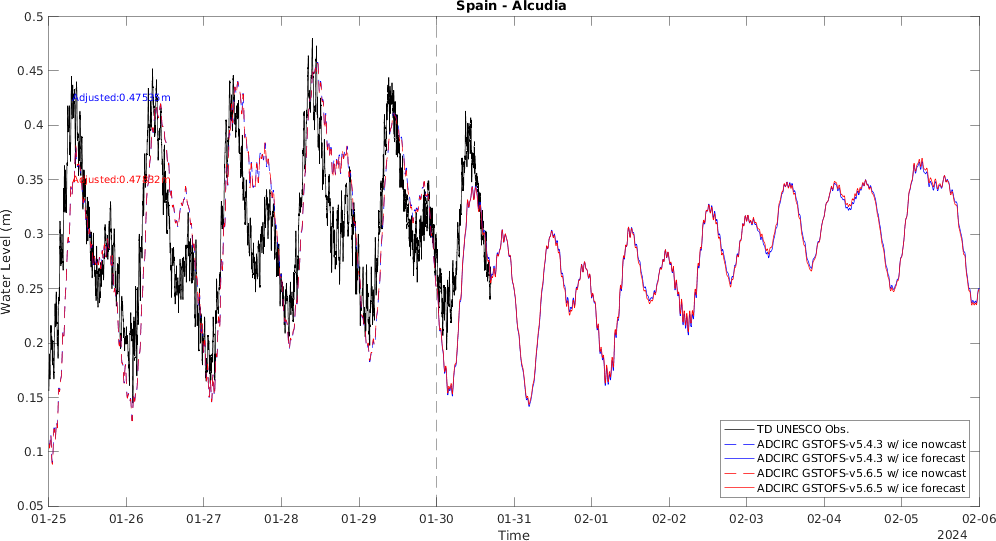 Spain - Alcudia
0.5
0.45
0.4
0.35
0.3
0.25
0.2
0.15
0.1
0.05
Water Level (m)
TD UNESCO Obs.
ADCIRC GSTOFS-v5.4.3 w/ ice nowcast
ADCIRC GSTOFS-v5.4.3 w/ ice forecast
ADCIRC GSTOFS-v5.6.5 w/ ice nowcast
ADCIRC GSTOFS-v5.6.5 w/ ice forecast
01-25 01-26 01-27 01-28 01-29 01-30 01-31 02-01 02-02 02-03 02-04 02-05 02-06
Time
2024